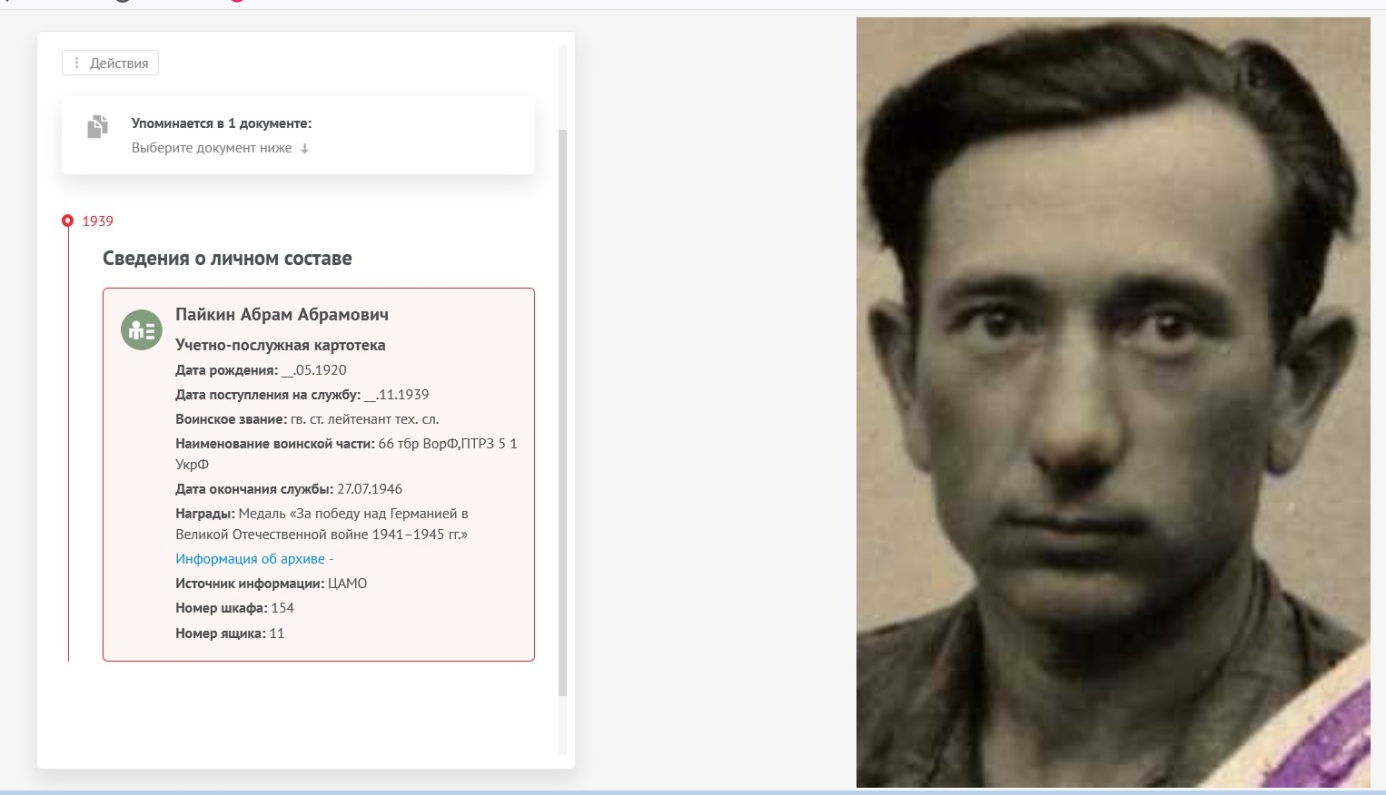 Действия
Упоминается в 1 документе:
Выберите документ ниже ↓
1939
Сведения о личном составе
Пайкин Абрам Абрамович
Учетно-послужная картотека
Дата рождения: __.05.1920
Дата поступления на службу: __.11.1939
Воинское звание: гв. ст. лейтенант тех. сл.
Наименование воинской части: 66 тбр ВорФ,ПТРЗ 5 1
УкрФ
Дата окончания службы: 27.07.1946
Награды: Медаль «За победу над Германией в
Великой Отечественной войне 1941–1945 гг.»
Информация об архиве -
Источник информации: ЦАМО
Номер шкафа: 154
Номер ящика: 11